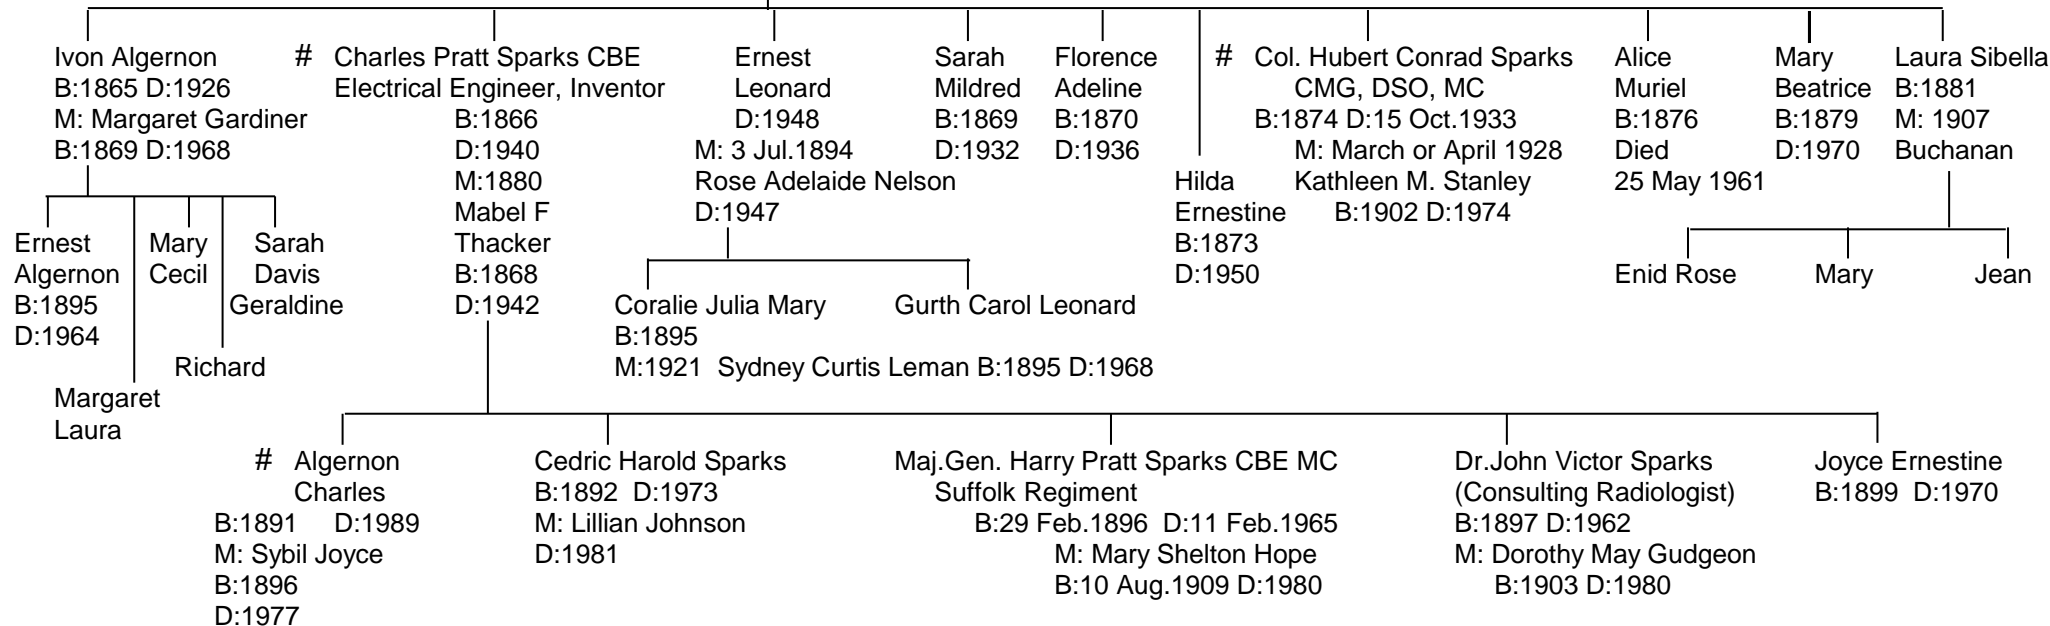 Ivon Algernon
B:1865 D:1926
M: Margaret Gardiner
B:1869 D:1968
# Charles Pratt Sparks CBE
Electrical Engineer, Inventor
B:1866
D:1940
M:1880
Mabel F
Thacker
B:1868
D:1942
Ernest
Leonard
D:1948
M: 3 Jul.1894
Rose Adelaide Nelson
D:1947
Sarah
Mildred
B:1869
D:1932
Florence
Adeline
B:1870
D:1936
Hilda
Ernestine
B:1873
D:1950
# Col. Hubert Conrad Sparks
CMG, DSO, MC
B:1874 D:15 Oct.1933
M: March or April 1928
Kathleen M. Stanley
B:1902 D:1974
Alice
Muriel
B:1876
Died
25 May 1961
Mary
Beatrice
B:1879
D:1970
Laura Sibella
B:1881
M: 1907
Buchanan
Ernest
Algernon
B:1895
D:1964
Margaret
Laura
Mary
Cecil
Richard
Sarah
Davis
Geraldine
Coralie Julia Mary
B:1895
M:1921 Sydney Curtis Leman B:1895 D:1968
Gurth Carol Leonard
Enid Rose
Mary
Jean
# Algernon
Charles
B:1891 D:1989
M: Sybil Joyce
B:1896
D:1977
Cedric Harold Sparks
B:1892 D:1973
M: Lillian Johnson
D:1981
Maj.Gen. Harry Pratt Sparks CBE MC
Suffolk Regiment
B:29 Feb.1896 D:11 Feb.1965
M: Mary Shelton Hope
B:10 Aug.1909 D:1980
Dr.John Victor Sparks
(Consulting Radiologist)
B:1897 D:1962
M: Dorothy May Gudgeon
B:1903 D:1980
Joyce Ernestine
B:1899 D:1970